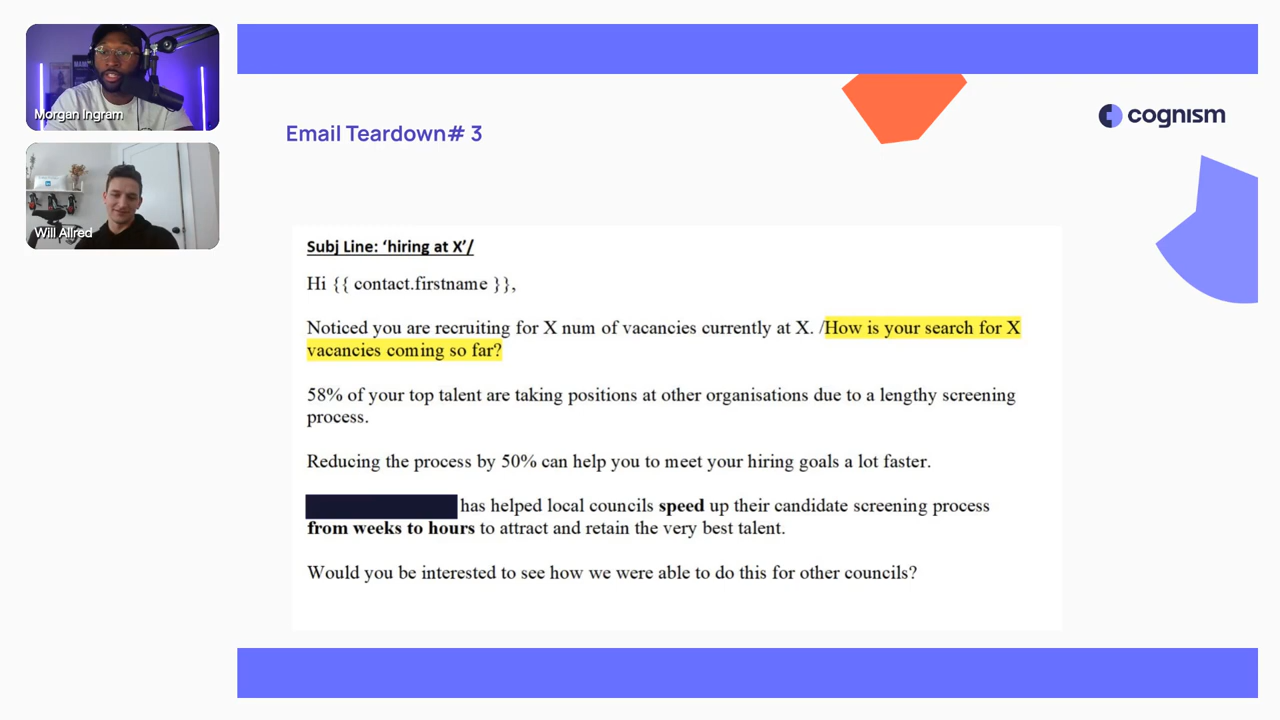 Morgan Ingram
Will Allred
cognism
Email Teardown# 3
Subj Line: ‘hiring at X’/
Hi {{ contact.firstname }},
Noticed you are recruiting for X num of vacancies currently at X. /How is your search for X
vacancies coming so far?
58% of your top talent are taking positions at other organisations due to a lengthy screening
process.
Reducing the process by 50% can help you to meet your hiring goals a lot faster.
has helped local councils speed up their candidate screening process
from weeks to hours to attract and retain the very best talent.
Would you be interested to see how we were able to do this for other councils?